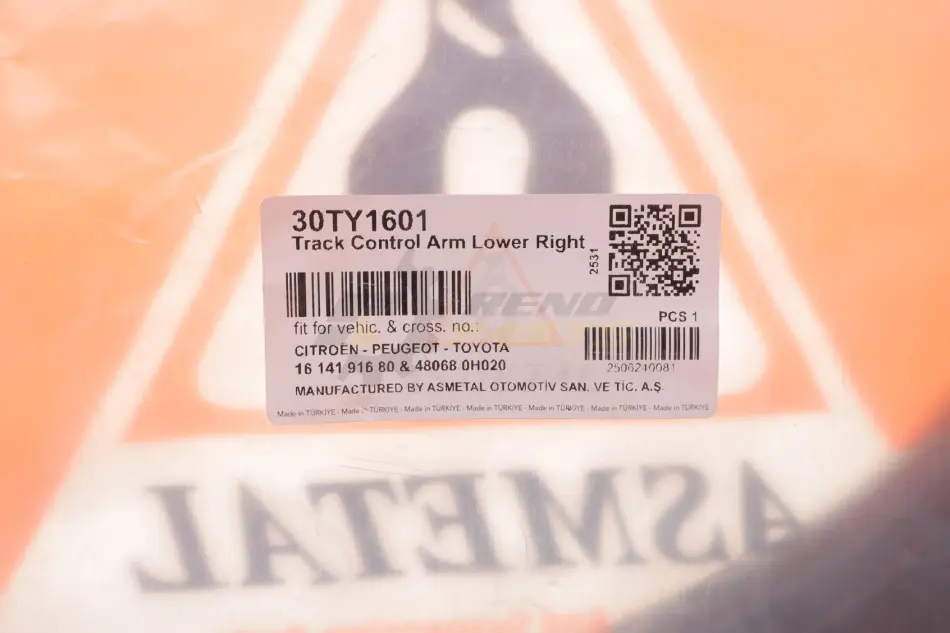 30TY1601
Track Control Arm Lower Right
2531
fit for vehic. & cross. no.:
PCS 1
CITROËN - PEUGEOT - TOYOTA
16 141 916 80 & 48068 0H020
2506240081
MANUFACTURED BY ASMETAL OTOMOTİV SAN. VE TİC. A.Ş.
Made in TÜRKİYE - Made in TÜRKİYE - Made in TÜRKİYE - Made in TÜRKİYE - Made in TÜRKİYE - Made in TÜRKİYE - Made in TÜRKİYE
ASMETAL